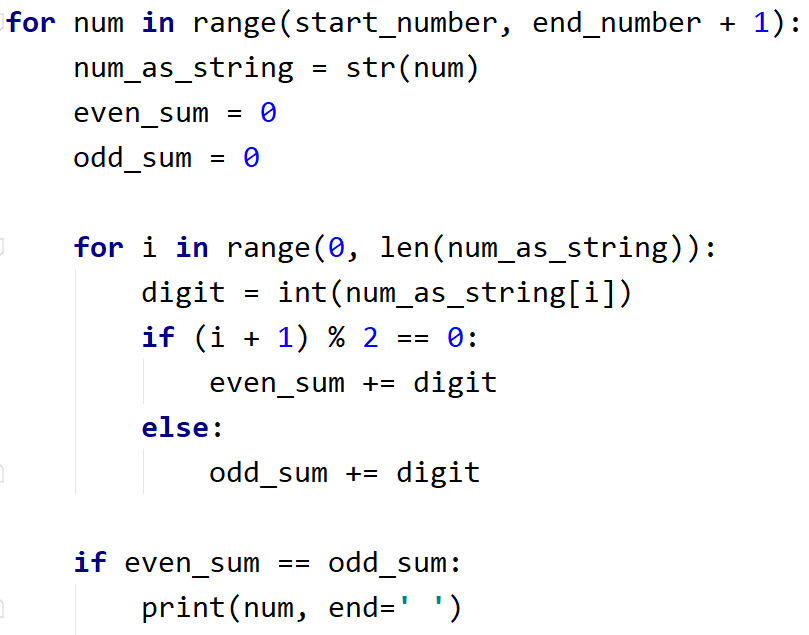 for num in range(start_number, end_number + 1):
    num_as_string = str(num)
    even_sum = 0
    odd_sum = 0

    for i in range(0, len(num_as_string)):
        digit = int(num_as_string[i])
        if (i + 1) % 2 == 0:
            even_sum += digit
        else:
            odd_sum += digit

    if even_sum == odd_sum:
        print(num, end=' ')